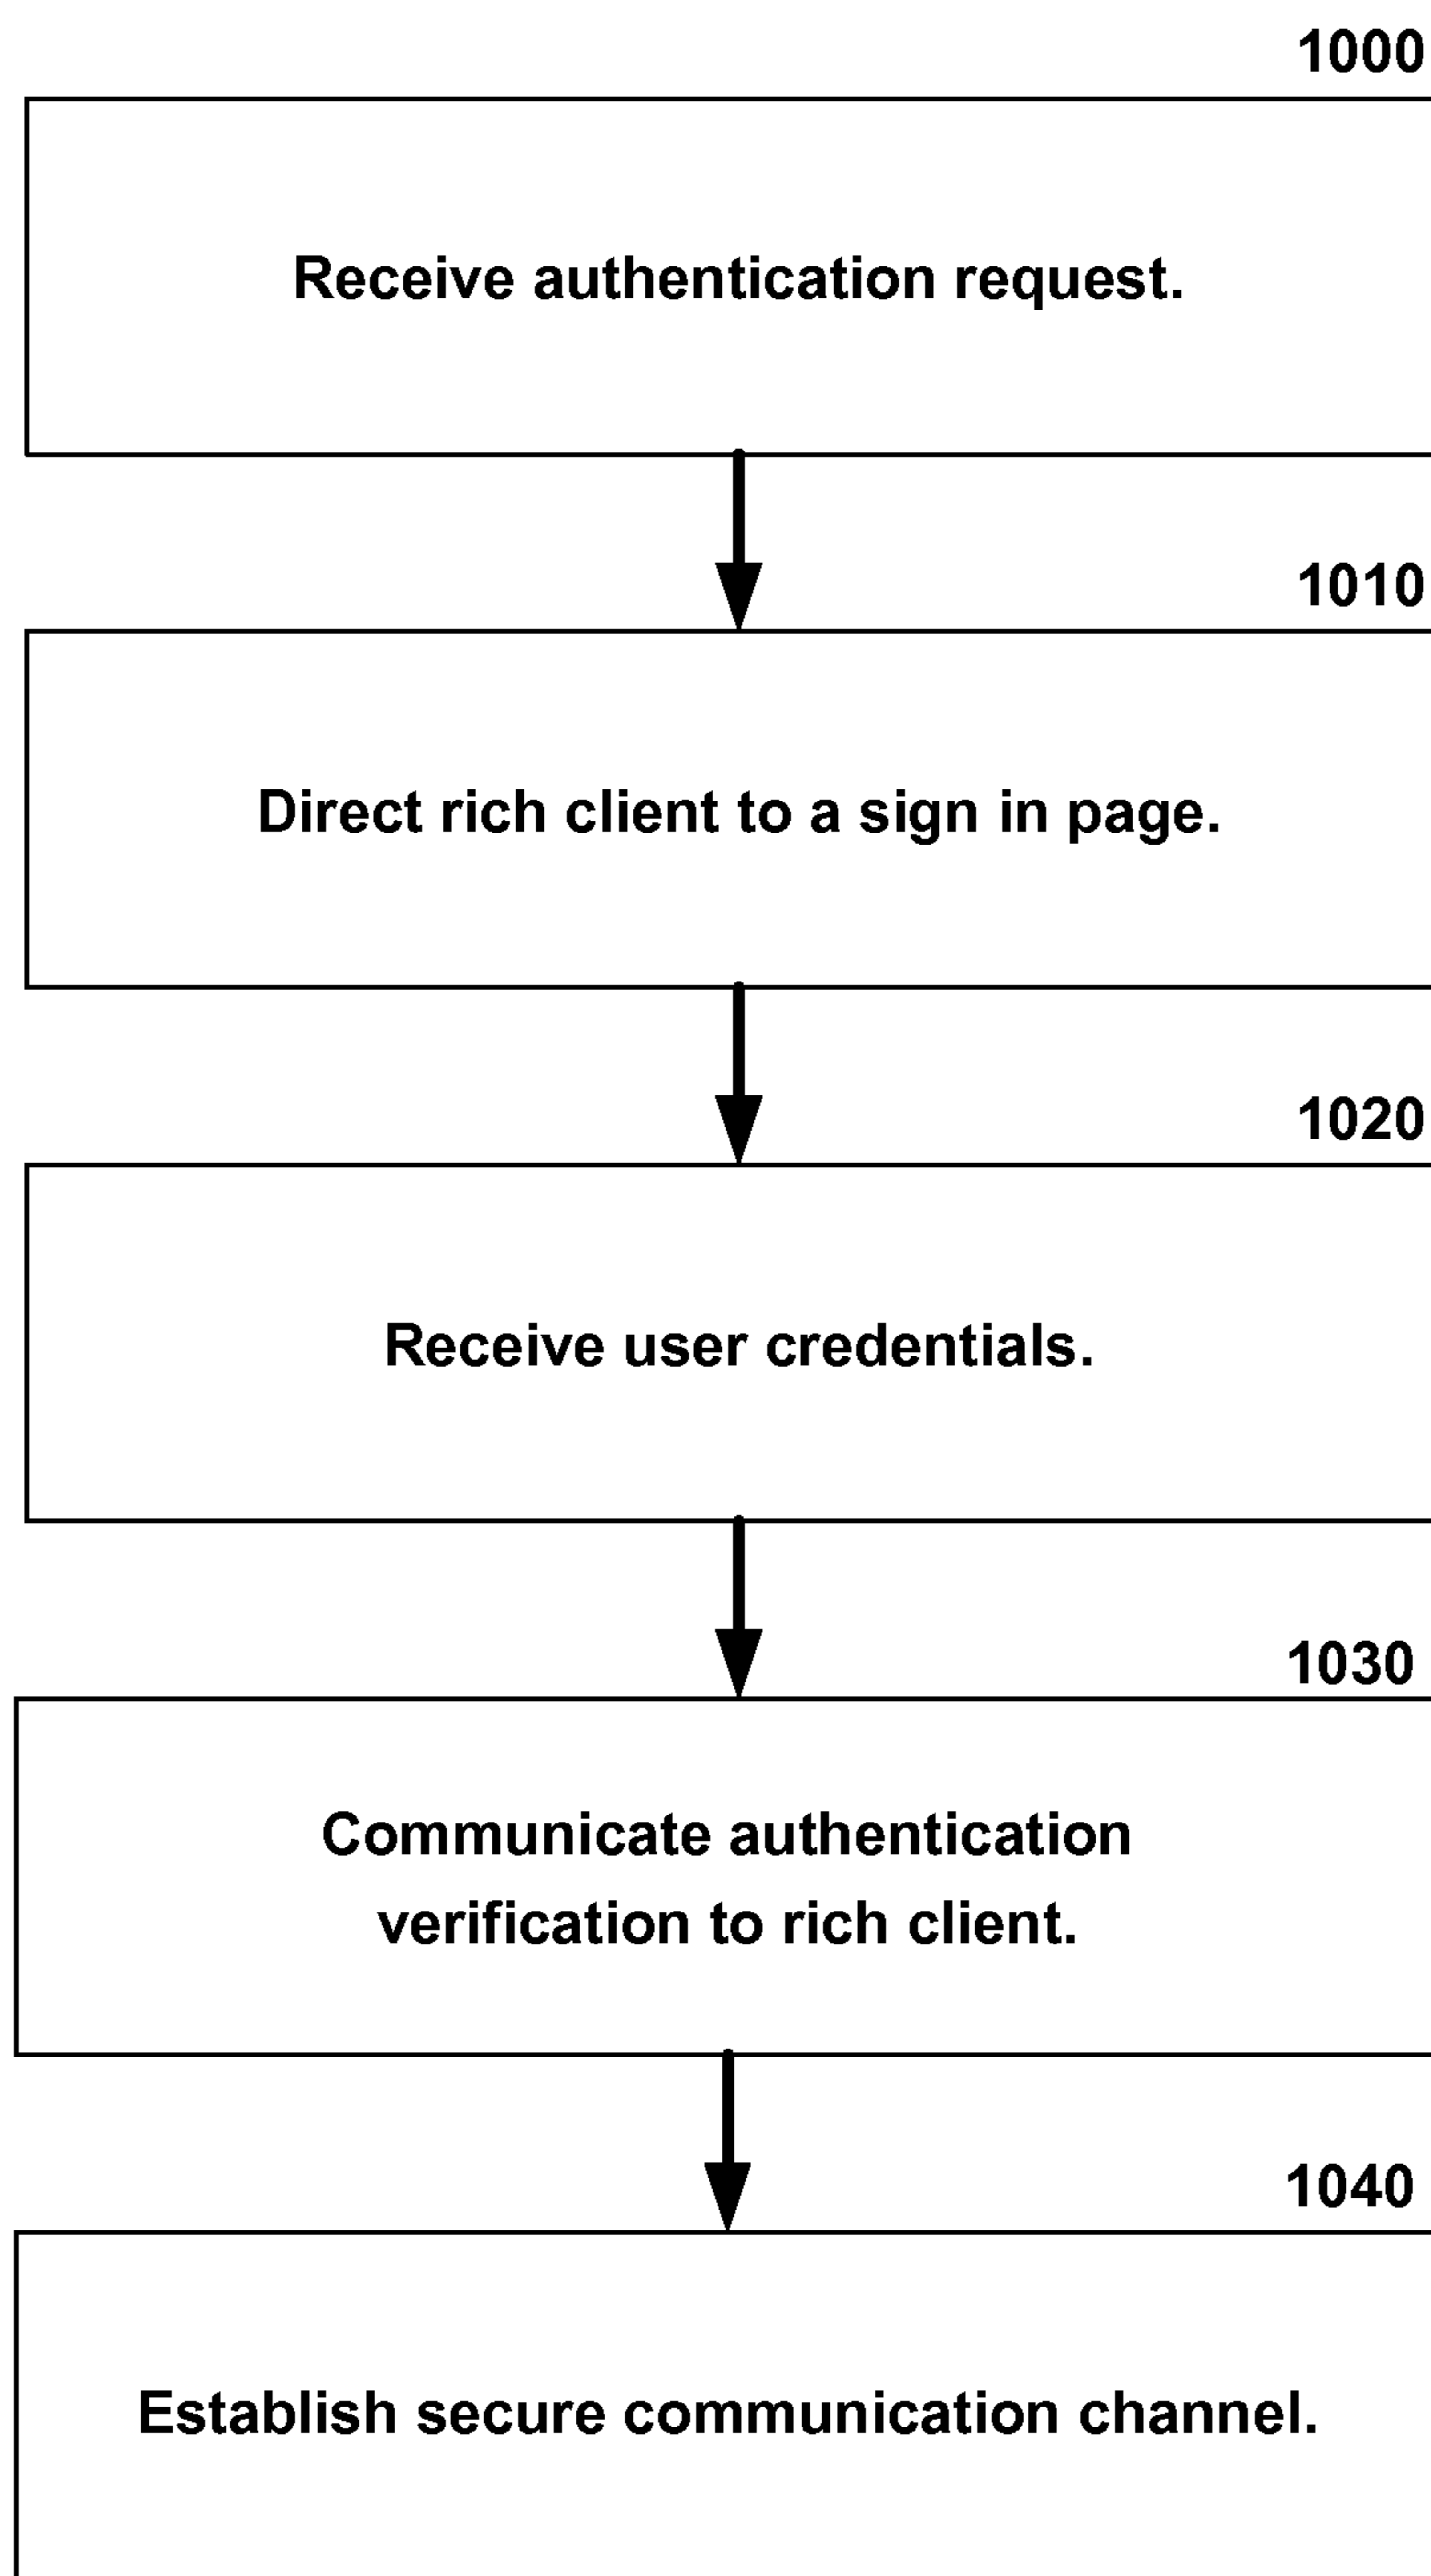 1000
Receive authentication request.
1010
Direct rich client to a sign in page.
1020
Receive user credentials.
1030
Communicate authentication
verification to rich client.
1040
Establish secure communication channel.